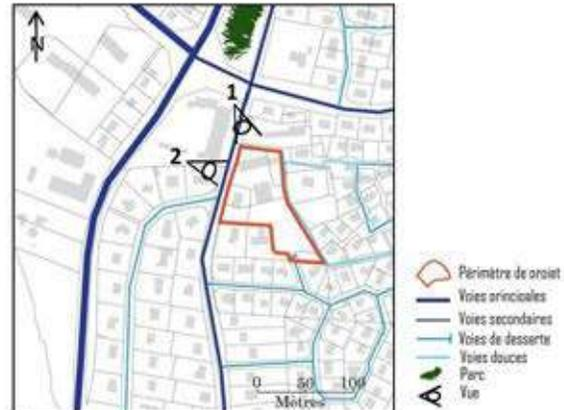 N
1
2
0 50 100
Mètres
Périmètre de projet
Voies principales
Voies secondaires
Voies de desserte
Voies douces
Parc
Vue